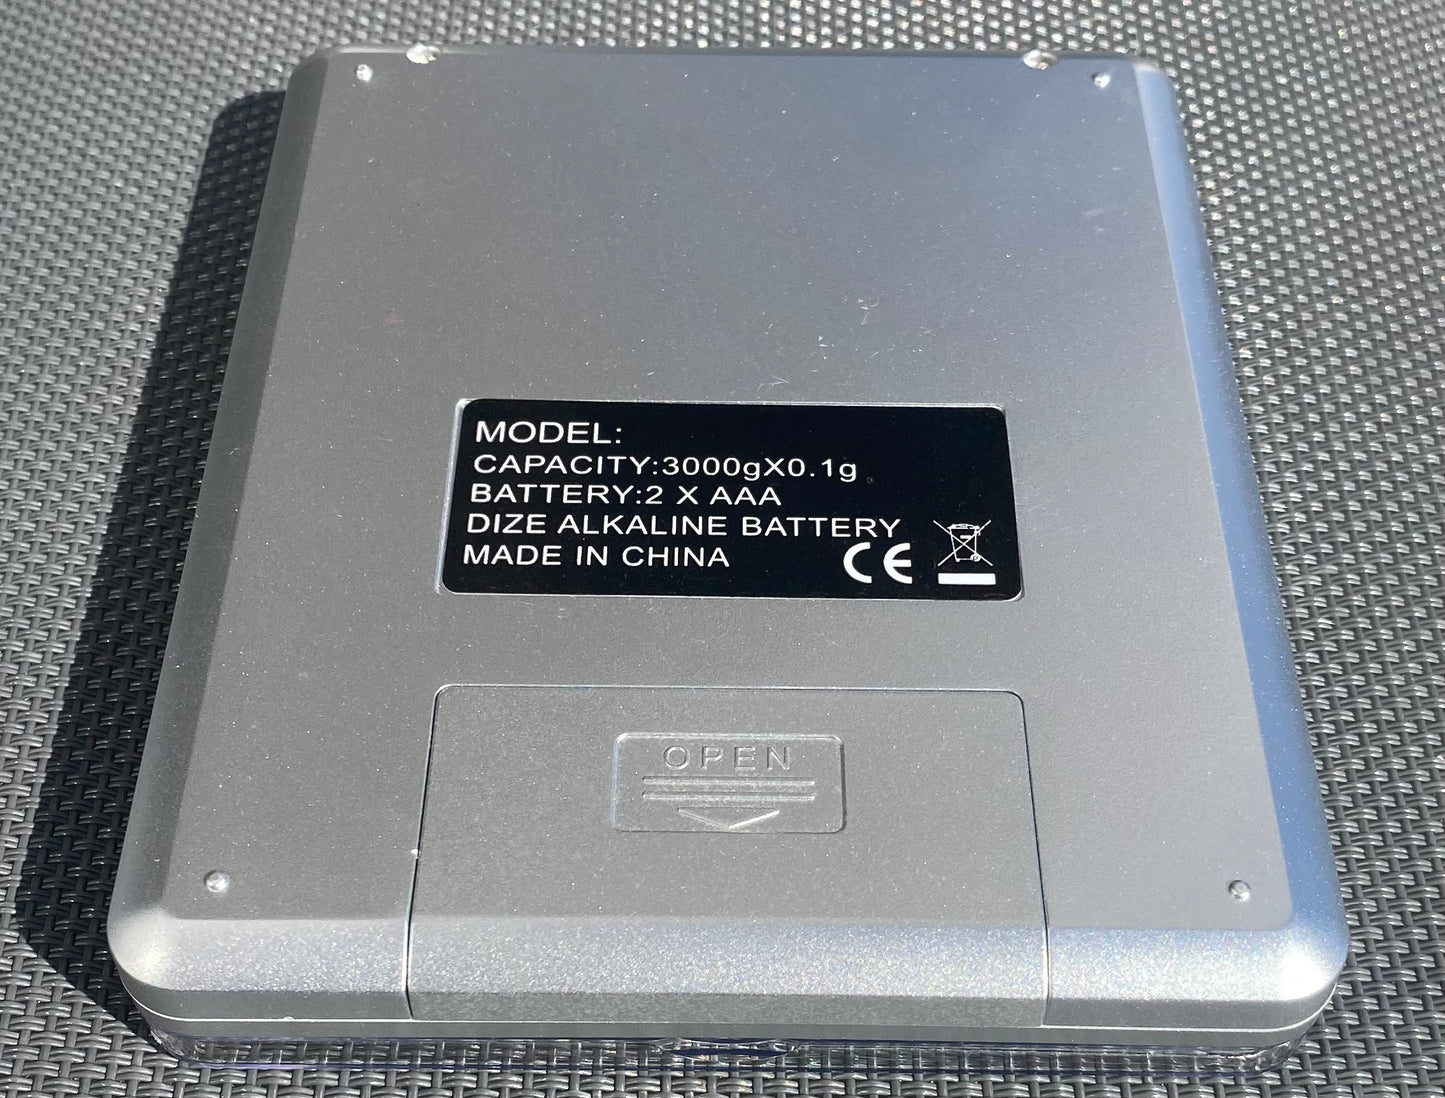 MODEL:
CAPACITY:3000gX0.1g
BATTERY:2 X AAA
DIZE ALKALINE BATTERY
MADE IN CHINA
CE
OPEN